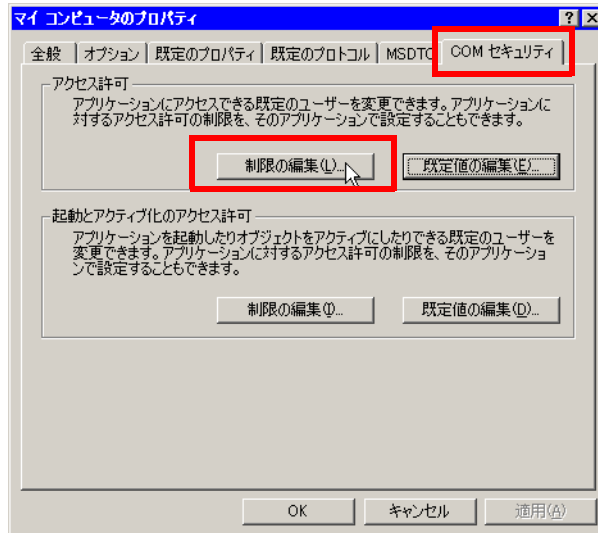 マイ コンピュータのプロパティ
全般 オプション 既定のプロパティ 既定のプロトコル MSDTC COM セキュリティ
アクセス許可
アプリケーションにアクセスできる既定のユーザーを変更できます。アプリケーションに
対するアクセス許可の制限を、そのアプリケーションで設定することもできます。
制限の編集(L)... 既定値の編集(E)...
起動とアクティブ化のアクセス許可
アプリケーションを起動したりオブジェクトをアクティブにしたりできる既定のユーザーを
変更できます。アプリケーションに対するアクセス許可の制限を、そのアプリケーショ
ンで設定することもできます。
制限の編集(I)... 既定値の編集(D)...
OK キャンセル 適用(A)